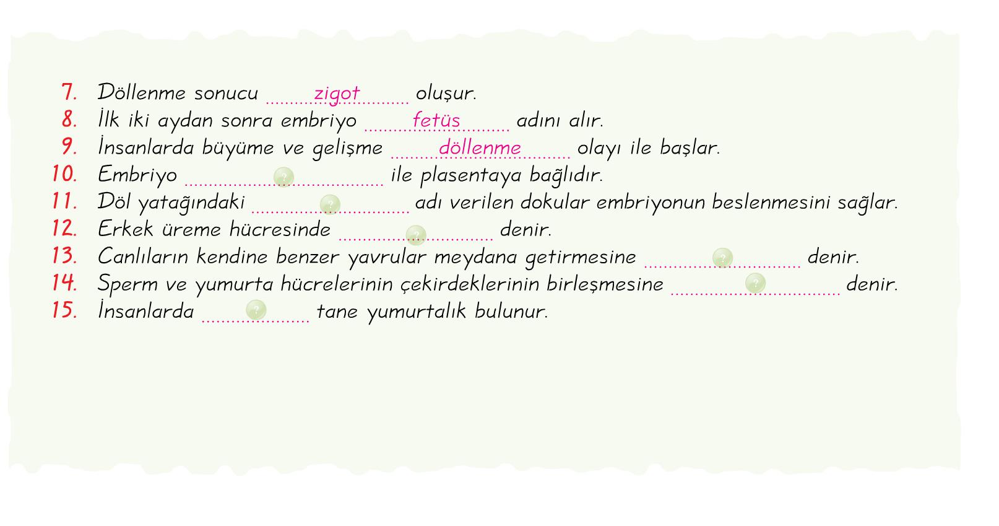 7. Döllenme sonucu zigot oluşur.
8. İlk iki aydan sonra embriyo fetüs adını alır.
9. İnsanlarda büyüme ve gelişme döllenme olayı ile başlar.
10. Embriyo ? ile plasentaya bağlıdır.
11. Döl yatağındaki ? adı verilen dokular embriyonun beslenmesini sağlar.
12. Erkek üreme hücresinde ? denir.
13. Canlıların kendine benzer yavrular meydana getirmesine ? denir.
14. Sperm ve yumurta hücrelerinin çekirdeklerinin birleşmesine ? denir.
15. İnsanlarda ? tane yumurtalık bulunur.